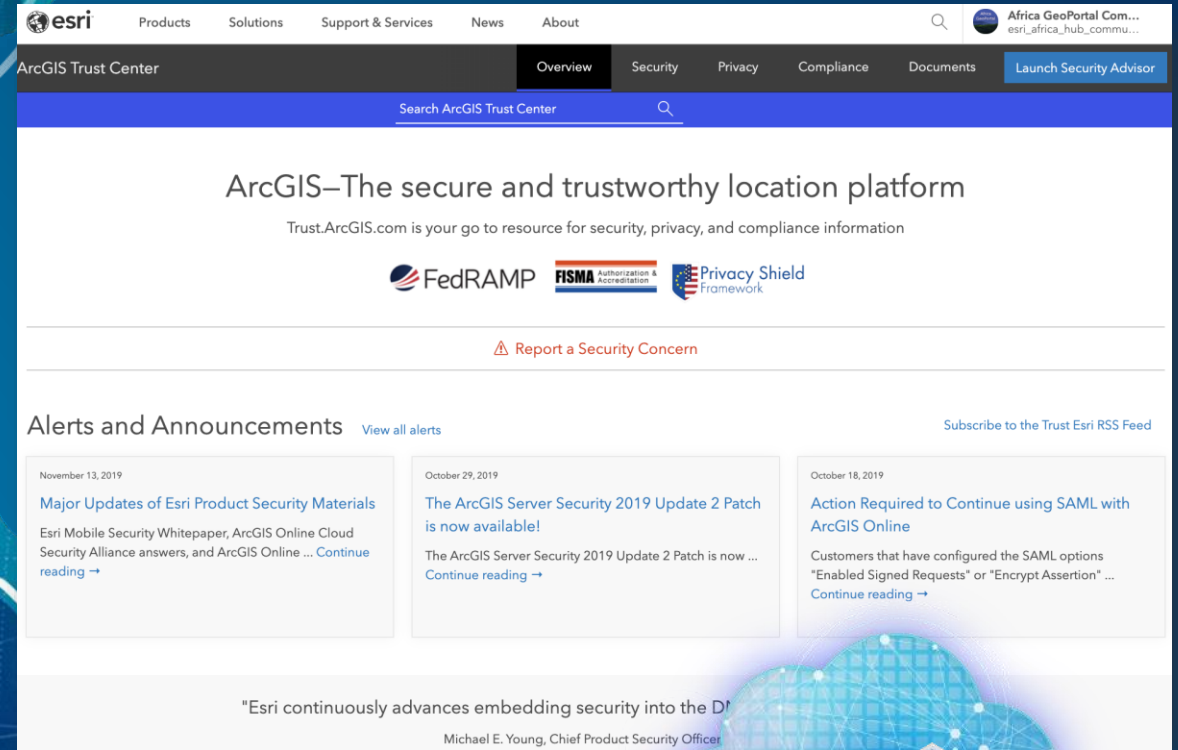 esri
Products Solutions Support & Services News About
Africa GeoPortal Com...
esri_africa_hub_commu...
ArcGIS Trust Center
Overview Security Privacy Compliance Documents Launch Security Advisor
Search ArcGIS Trust Center
ArcGIS—The secure and trustworthy location platform
Trust.ArcGIS.com is your go to resource for security, privacy, and compliance information
FedRAMP
FISMA Authorization &
Accreditation
Privacy Shield
Framework
Report a Security Concern
Alerts and Announcements View all alerts
Subscribe to the Trust Esri RSS Feed
November 13, 2019
Major Updates of Esri Product Security Materials
Esri Mobile Security Whitepaper, ArcGIS Online Cloud
Security Alliance answers, and ArcGIS Online ... Continue
reading →
October 29, 2019
The ArcGIS Server Security 2019 Update 2 Patch
is now available!
The ArcGIS Server Security 2019 Update 2 Patch is now ...
Continue reading →
October 18, 2019
Action Required to Continue using SAML with
ArcGIS Online
Customers that have configured the SAML options
"Enabled Signed Requests" or "Encrypt Assertion" ...
Continue reading →
"Esri continuously advances embedding security into the
Michael E. Young, Chief Product Security Officer